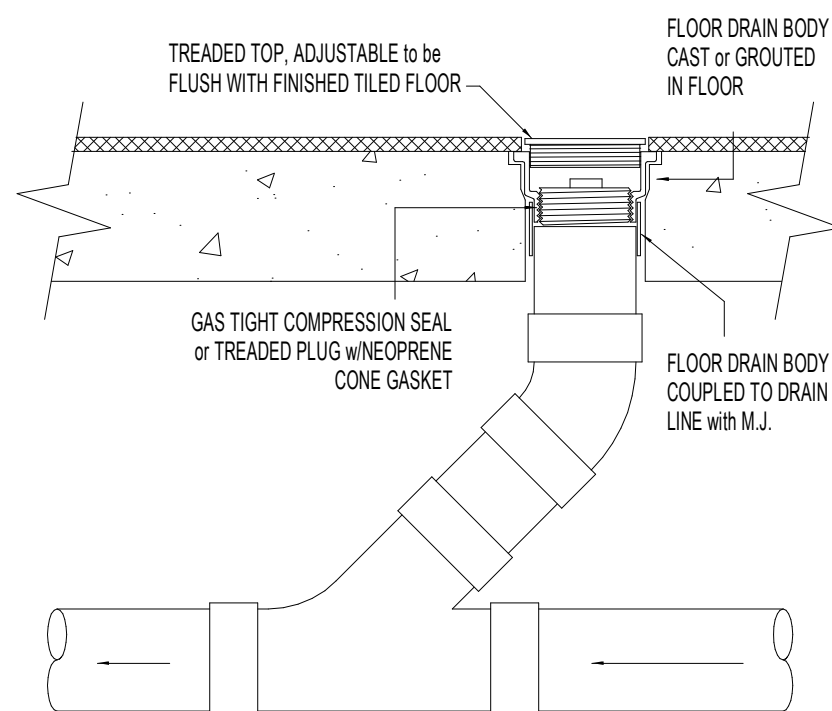 TREADED TOP, ADJUSTABLE to be
FLUSH WITH FINISHED TILED FLOOR
FLOOR DRAIN BODY
CAST or GROUTED
IN FLOOR
GAS TIGHT COMPRESSION SEAL
or TREADED PLUG w/NEOPRENE
CONE GASKET
FLOOR DRAIN BODY
COUPLED TO DRAIN
LINE with M.J.